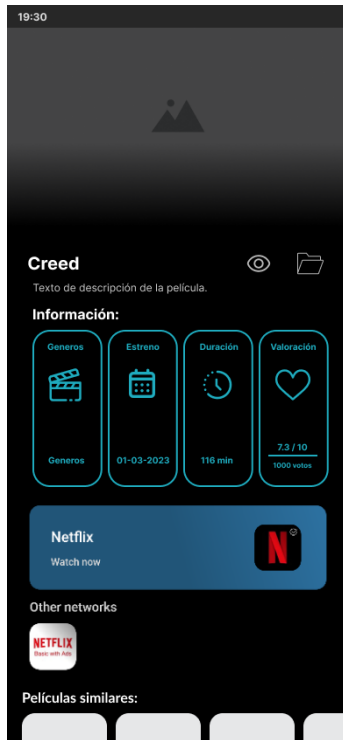 19:30
Creed
Texto de descripción de la película.
Información:
Generos
Estreno
Duración
Valoración
Generos
01-03-2023
116 min
7.3 / 10
1000 votos
Netflix
Watch now
N
Other networks
NETFLIX
Basic with Ads
Películas similares: